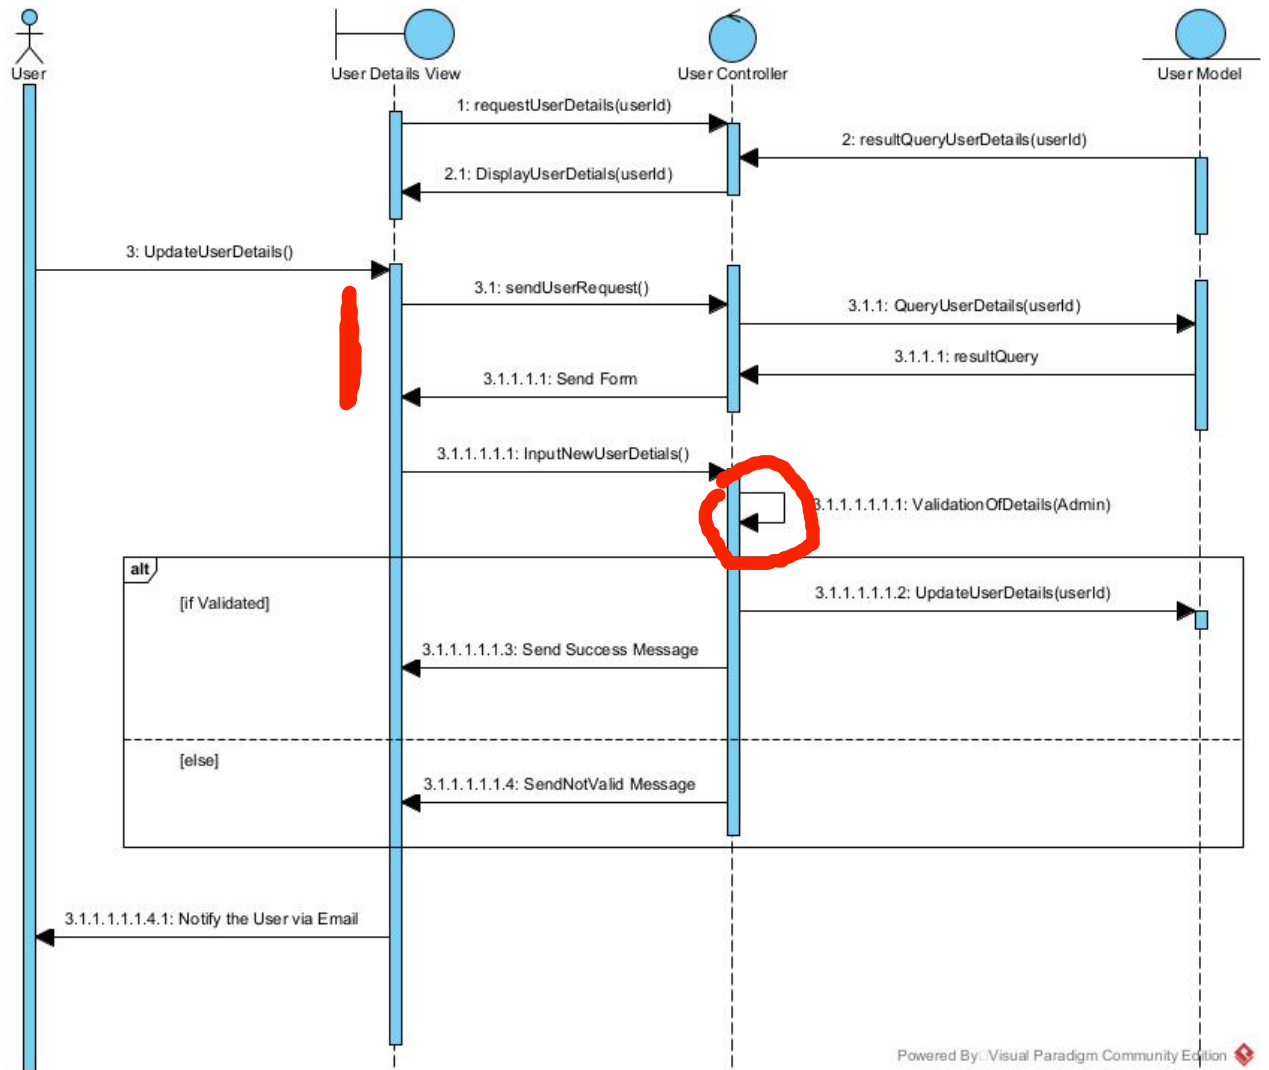 User
User Details View
User Controller
User Model
1: requestUserDetails(userId)
2: resultQueryUserDetails(userId)
2.1: DisplayUserDetials(userId)
3: UpdateUserDetails()
3.1: sendUserRequest()
3.1.1: QueryUserDetails(userId)
3.1.1.1: resultQuery
3.1.1.1.1: Send Form
3.1.1.1.1.1: InputNewUserDetials()
3.1.1.1.1.1.1: ValidationOfDetails(Admin)
alt
[if Validated]
3.1.1.1.1.1.2: UpdateUserDetails(userId)
3.1.1.1.1.1.3: Send Success Message
[else]
3.1.1.1.1.1.4: SendNotValid Message
3.1.1.1.1.1.4.1: Notify the User via Email
Powered By Visual Paradigm Community Edition